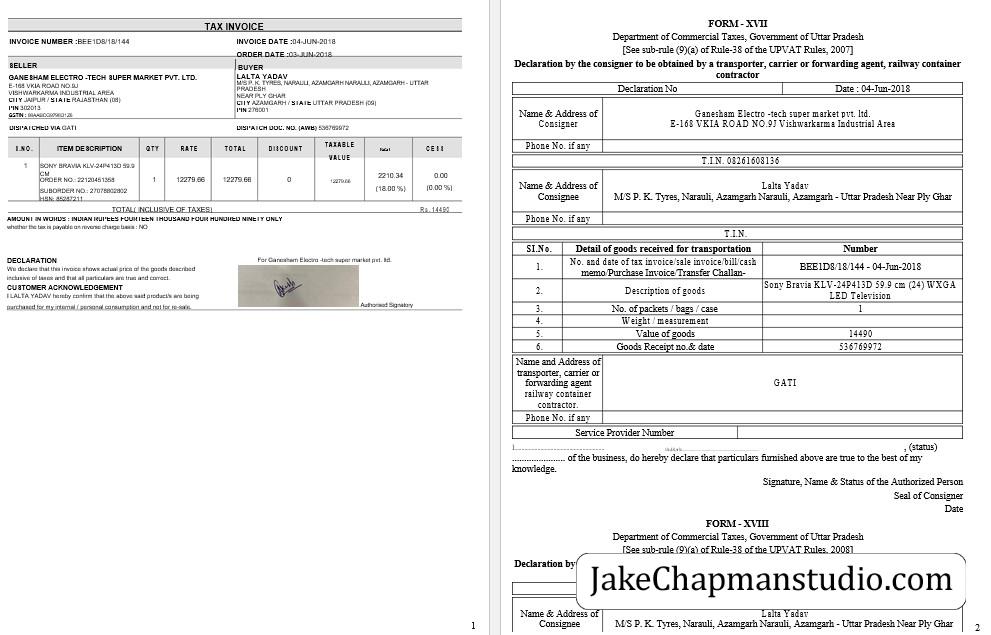 TAX INVOICE
INVOICE NUMBER :BEE1D8/18/144
INVOICE DATE :04-JUN-2018
ORDER DATE :03-JUN-2018
SELLER
BUYER
GANESHAM ELECTRO -TECH SUPER MARKET PVT. LTD.
E-168 VKIA ROAD NO.9J
VISHWARKARMA INDUSTRIAL AREA
CITY JAIPUR / STATE RAJASTHAN (08)
PIN 302013
LALTA YADAV
M/S P. K. TYRES, NARAULI, AZAMGARH NARAULI, AZAMGARH - UTTAR
PRADESH
NEAR PLY GHAR
CITY AZAMGARH / STATE UTTAR PRADESH (09)
PIN 276001
DISPATCHED VIA GATI
DISPATCH DOC. NO. (AWB) 536769972
S.NO. ITEM DESCRIPTION QTY RATE TOTAL DISCOUNT TAXABLE VALUE CESS
1 SONY BRAVIA KLV-24P413D 59.9
CM
ORDER NO.: 22120451358
SUBORDER NO.: 27078802802
HSN: 85287211
1 12279.66 12279.66 0 12279.66 2210.34 (18.00 %) 0.00 (0.00 %)
TOTAL( INCLUSIVE OF TAXES) Rs. 14490
AMOUNT IN WORDS : INDIAN RUPEES FOURTEEN THOUSAND FOUR HUNDRED NINETY ONLY
whether the tax is payable on reverse charge basis : NO
DECLARATION
We declare that this invoice shows actual price of the goods described
inclusive of taxes and that all particulars are true and correct.
CUSTOMER ACKNOWLEDGEMENT
I LALTA YADAV hereby confirm that the above said product/s are being
purchased for my internal / personal consumption and not for re-sale.
For Ganesham Electro -tech super market pvt. ltd.
Authorised Signatory
1
FORM - XVII
Department of Commercial Taxes, Government of Uttar Pradesh
[See sub-rule (9)(a) of Rule-38 of the UPVAT Rules, 2007]
Declaration by the consigner to be obtained by a transporter, carrier or forwarding agent, railway container
contractor
Declaration No
Date : 04-Jun-2018
Name & Address of
Consigner
Ganesham Electro -tech super market pvt. ltd.
E-168 VKIA ROAD NO.9J Vishwarkarma Industrial Area
Phone No. if any
T.I.N. 08261608136
Name & Address of
Consignee
Lalta Yadav
M/S P. K. Tyres, Narauli, Azamgarh Narauli, Azamgarh - Uttar Pradesh Near Ply Ghar
Phone No. if any
T.I.N.
Sl.No. Detail of goods received for transportation Number
1. No. and date of tax invoice/sale invoice/bill/cash
memo/Purchase Invoice/Transfer Challan-
BEE1D8/18/144 - 04-Jun-2018
2. Description of goods
Sony Bravia KLV-24P413D 59.9 cm (24) WXGA
LED Television
3. No. of packets / bags / case 1
4. Weight / measurement
5. Value of goods 14490
6. Goods Receipt no.& date 536769972
Name and Address of
transporter, carrier or
forwarding agent
railway container
contractor.
GATI
Phone No. if any
Service Provider Number
, (status)
...................... of the business, do hereby declare that particulars furnished above are true to the best of my
knowledge.
Signature, Name & Status of the Authorized Person
Seal of Consigner
Date
FORM - XVIII
Department of Commercial Taxes, Government of Uttar Pradesh
[See sub-rule (9)(a) of Rule-38 of the UPVAT Rules, 2008]
Declaration by
JakeChapmanstudio.com
Name & Address of
Consignee
Lalta Yadav
M/S P. K. Tyres, Narauli, Azamgarh Narauli, Azamgarh - Uttar Pradesh Near Ply Ghar
2